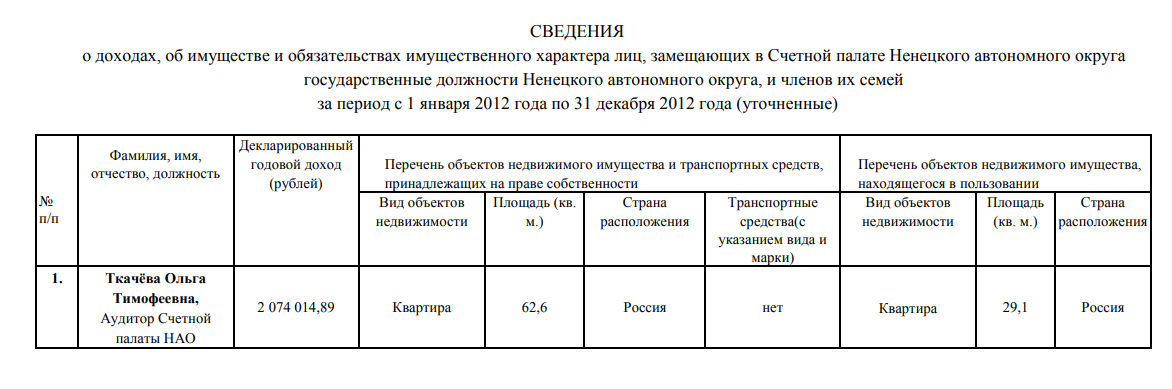 СВЕДЕНИЯ
о доходах, об имуществе и обязательствах имущественного характера лиц, замещающих в Счетной палате Ненецкого автономного округа
государственные должности Ненецкого автономного округа, и членов их семей
за период с 1 января 2012 года по 31 декабря 2012 года (уточненные)
№
п/п
Фамилия, имя,
отчество, должность
Декларированный
годовой доход
(рублей)
Перечень объектов недвижимого имущества и транспортных средств,
принадлежащих на праве собственности
Перечень объектов недвижимого имущества,
находящегося в пользовании
Вид объектов
недвижимости
Площадь (кв.
м.)
Страна
расположения
Транспортные
средства(с
указанием вида и
марки)
Вид объектов
недвижимости
Площадь
(кв. м.)
Страна
расположения
1.
Ткачёва Ольга
Тимофеевна,
Аудитор Счетной
палаты НАО
2 074 014,89
Квартира
62,6
Россия
нет
Квартира
29,1
Россия